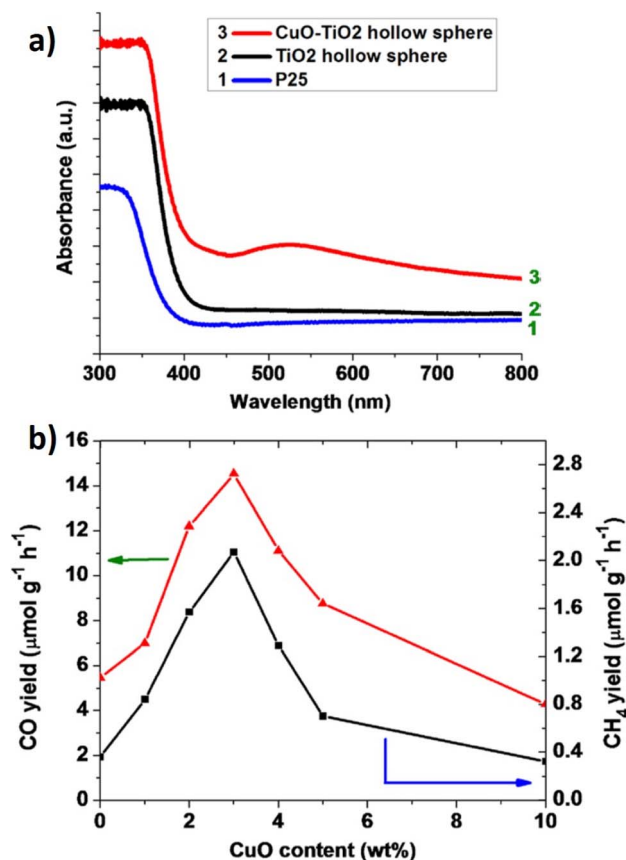 a)
3 CuO-TiO2 hollow sphere
2 TiO2 hollow sphere
1 P25
Absorbance (a.u.)
3
2
1
300 400 500 600 700 800
Wavelength (nm)
b)
16
14
12
10
8
6
4
2
0
CO yield (μmol g⁻¹ h⁻¹)
2.8
2.4
2.0
1.6
1.2
0.8
0.4
0.0
CH₄ yield (μmol g⁻¹ h⁻¹)
0 2 4 6 8 10
CuO content (wt%)